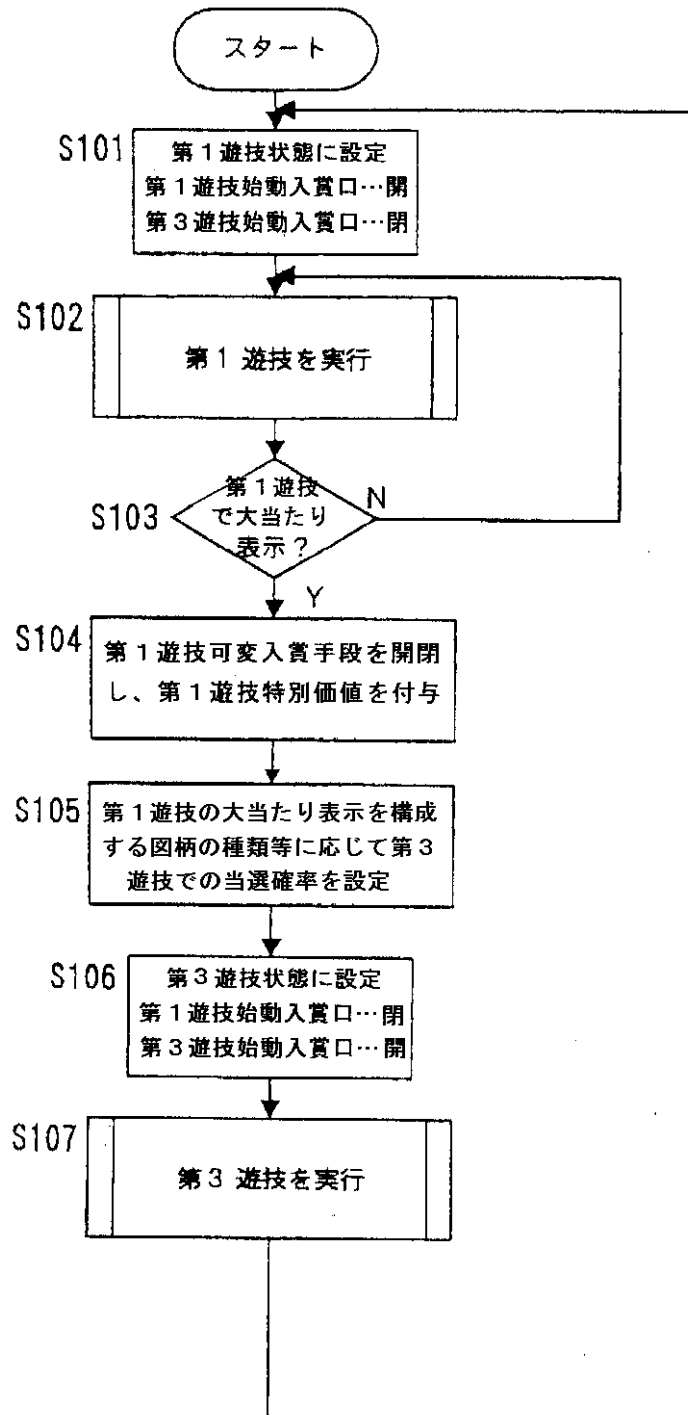 スタート
S101
第1遊技状態に設定
第1遊技始動入賞口…開
第3遊技始動入賞口…閉
S102
第1遊技を実行
S103
第1遊技
で大当たり
表示?
N
Y
S104
第1遊技可変入賞手段を開閉
し、第1遊技特別価値を付与
S105
第1遊技の大当たり表示を構成
する図柄の種類等に応じて第3
遊技での当選確率を設定
S106
第3遊技状態に設定
第1遊技始動入賞口…閉
第3遊技始動入賞口…開
S107
第3遊技を実行